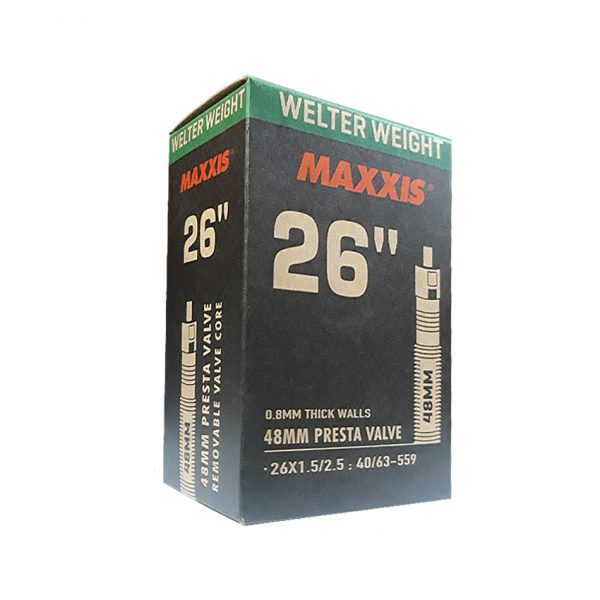 WELTER WEIGHT
MAXXIS®
26"
48MM
PRESTA VALVE
REMOVABLE VALVE CORE
48MM
WELTER WEIGHT
MAXXIS®
26"
48MM
0.8MM THICK WALLS
48MM PRESTA VALVE
·26X1.5/2.5 ; 40/63-559